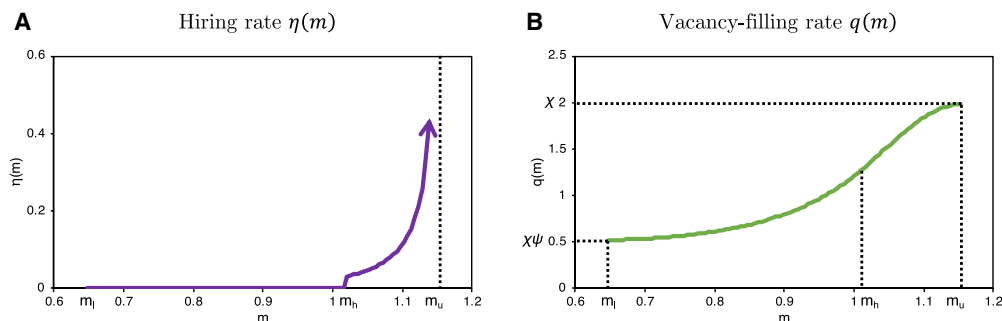 A Hiring rate η(m)
0.6
0.4
0.2
0
η(m)
0.6 m_l 0.7 0.8 0.9 1 m_h 1.1 m_u 1.2
m
B Vacancy-filling rate q(m)
2.5
χ 2
1.5
1
χψ 0.5
0
q(m)
0.6 m_l 0.7 0.8 0.9 1 m_h 1.1 m_u 1.2
m